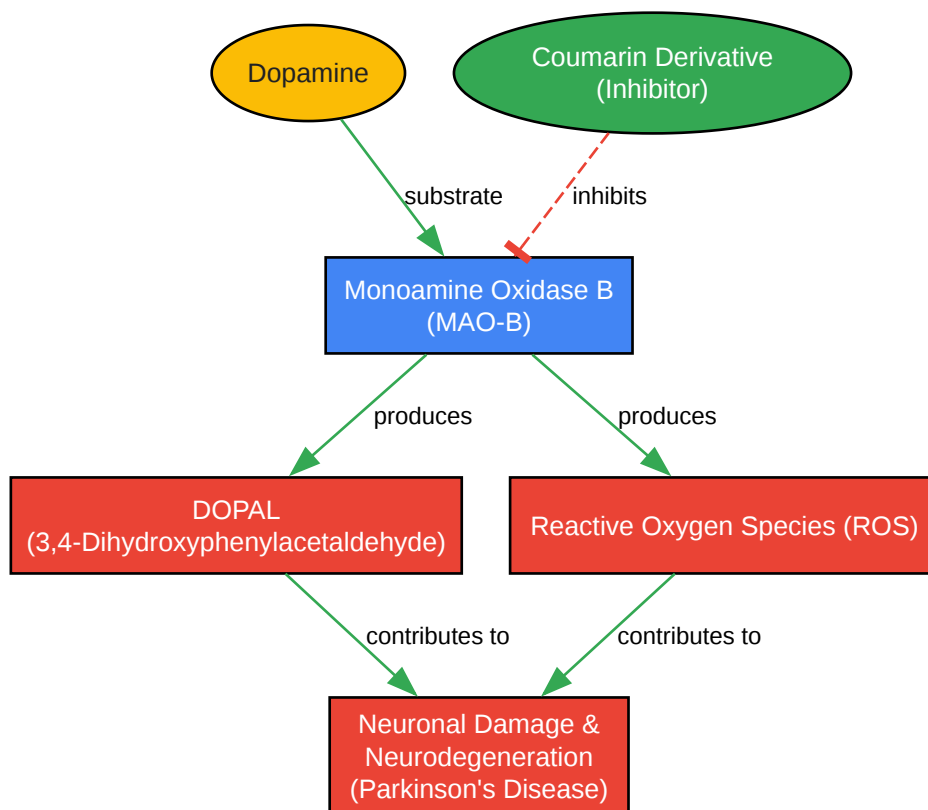 Dopamine
Coumarin Derivative
(Inhibitor)
substrate
inhibits
Monoamine Oxidase B
(MAO-B)
produces
produces
DOPAL
(3,4-Dihydroxyphenylacetaldehyde)
Reactive Oxygen Species (ROS)
contributes to
contributes to
Neuronal Damage &
Neurodegeneration
(Parkinson's Disease)